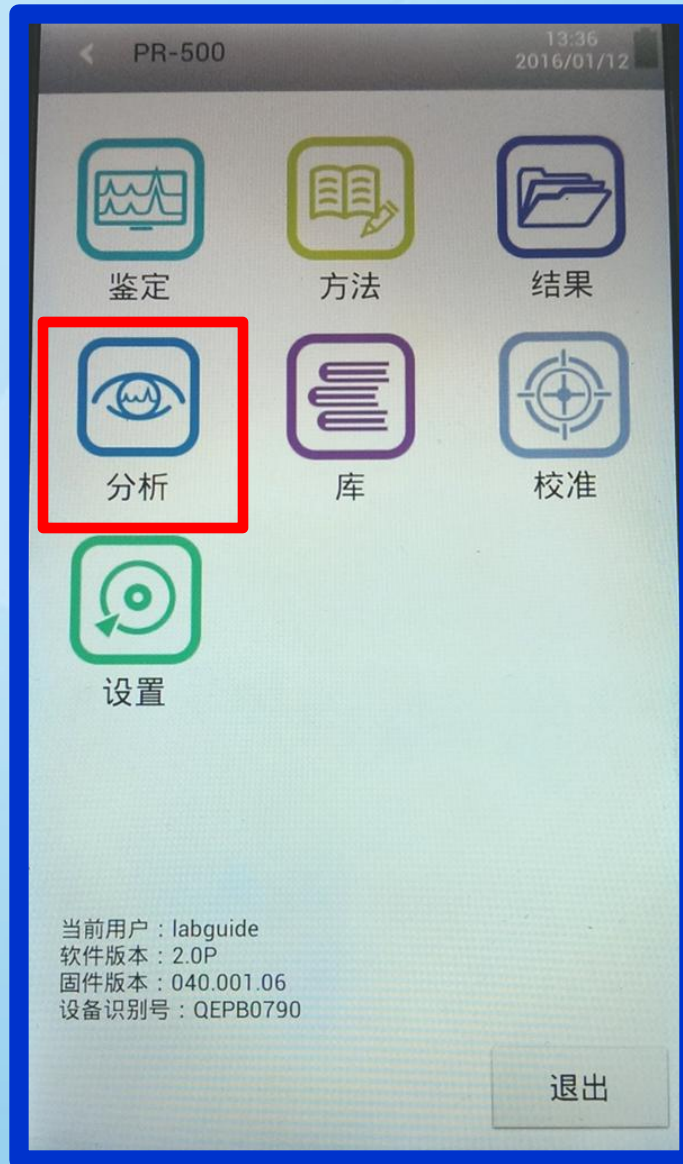 PR-500
13:36
2016/01/12
鉴定
方法
结果
分析
库
校准
设置
当前用户：labguide
软件版本：2.0P
固件版本：040.001.06
设备识别号：QEPB0790
退出